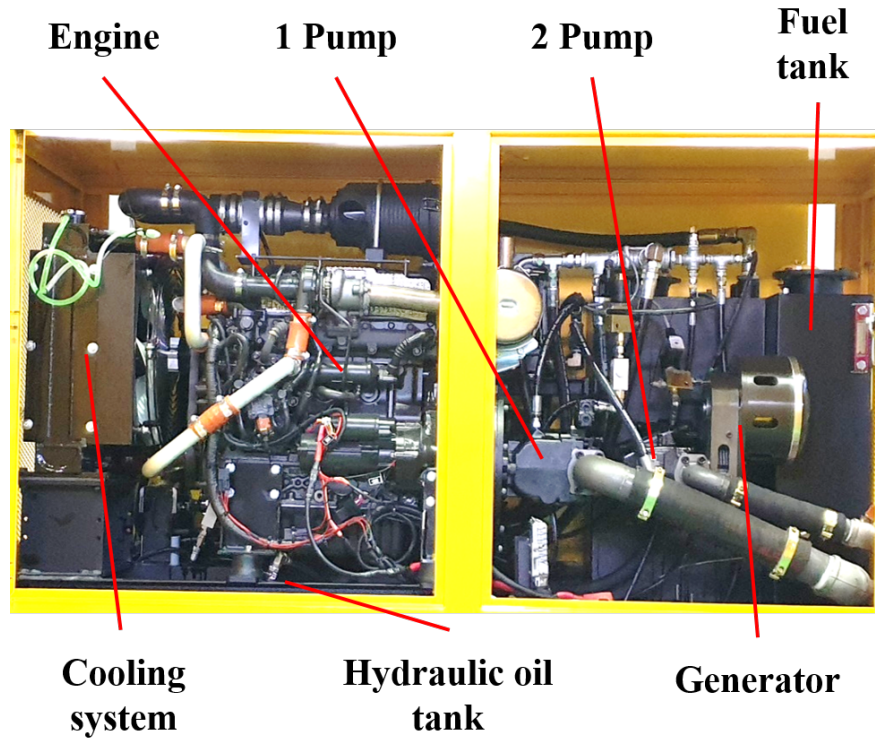 Engine
1 Pump
2 Pump
Fuel
tank
Cooling
system
Hydraulic oil
tank
Generator